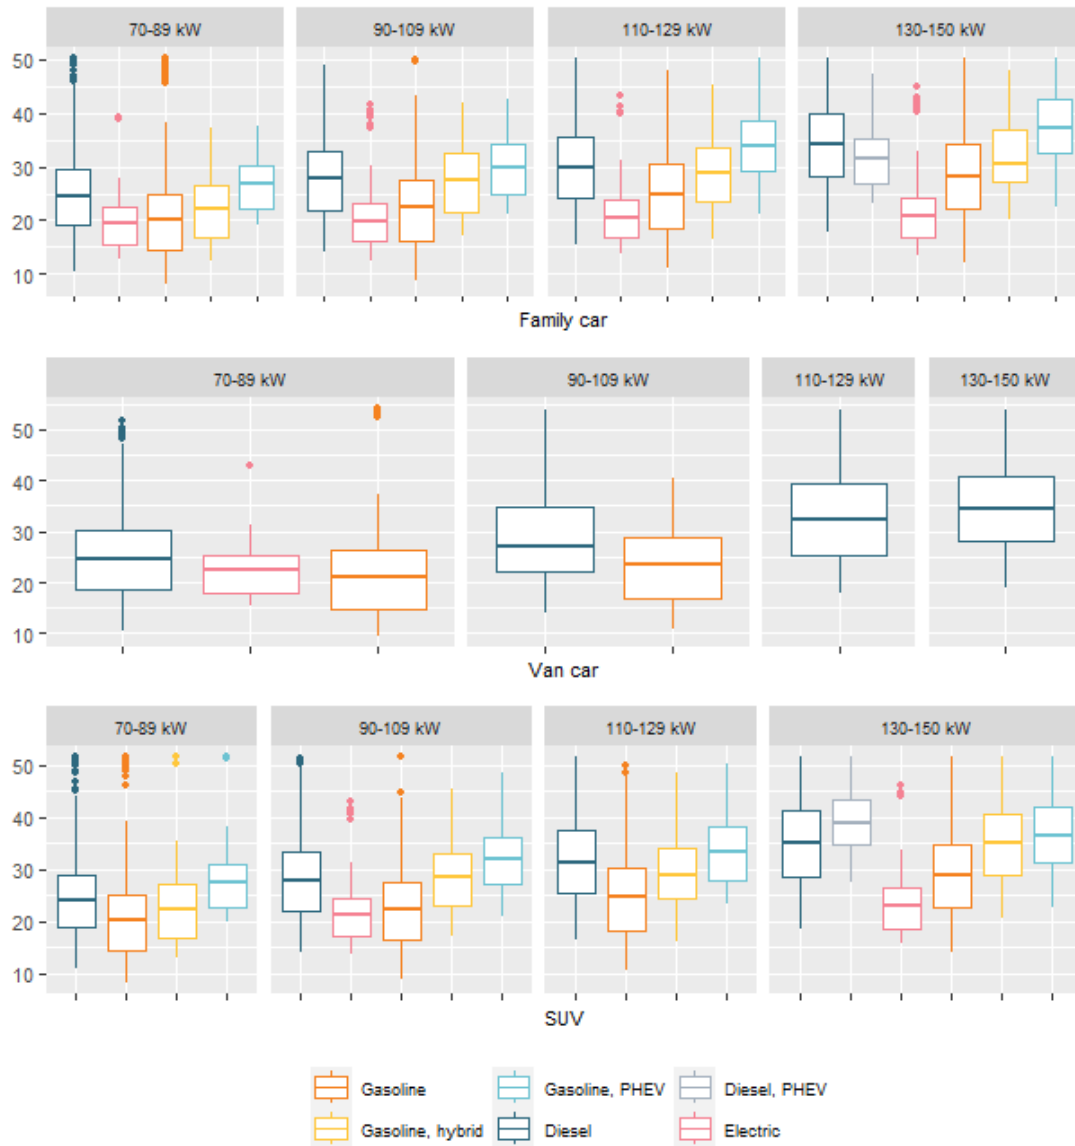 70-89 kW 90-109 kW 110-129 kW 130-150 kW
50
40
30
20
10
Family car
70-89 kW 90-109 kW 110-129 kW 130-150 kW
50
40
30
20
10
Van car
70-89 kW 90-109 kW 110-129 kW 130-150 kW
50
40
30
20
10
SUV
Gasoline Gasoline, PHEV Diesel, PHEV
Gasoline, hybrid Diesel Electric